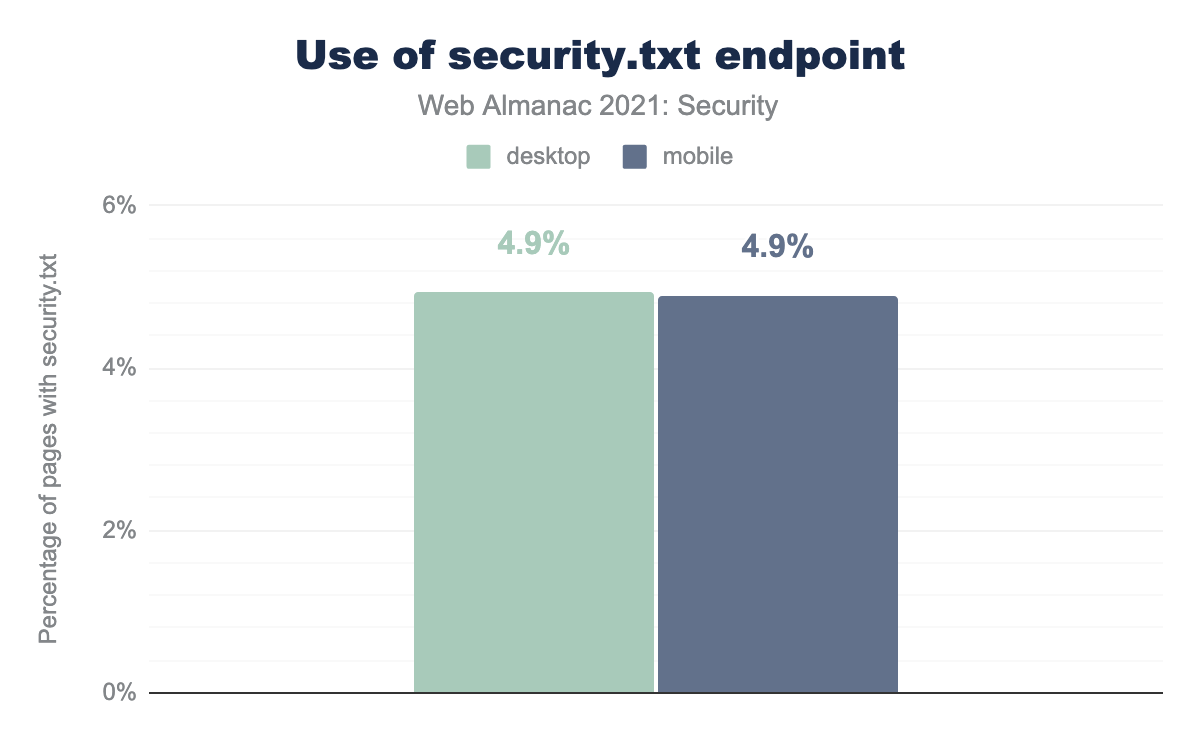 Use of security.txt endpoint
Web Almanac 2021: Security
desktop
mobile
6%
4%
2%
0%
Percentage of pages with security.txt
4.9%
4.9%